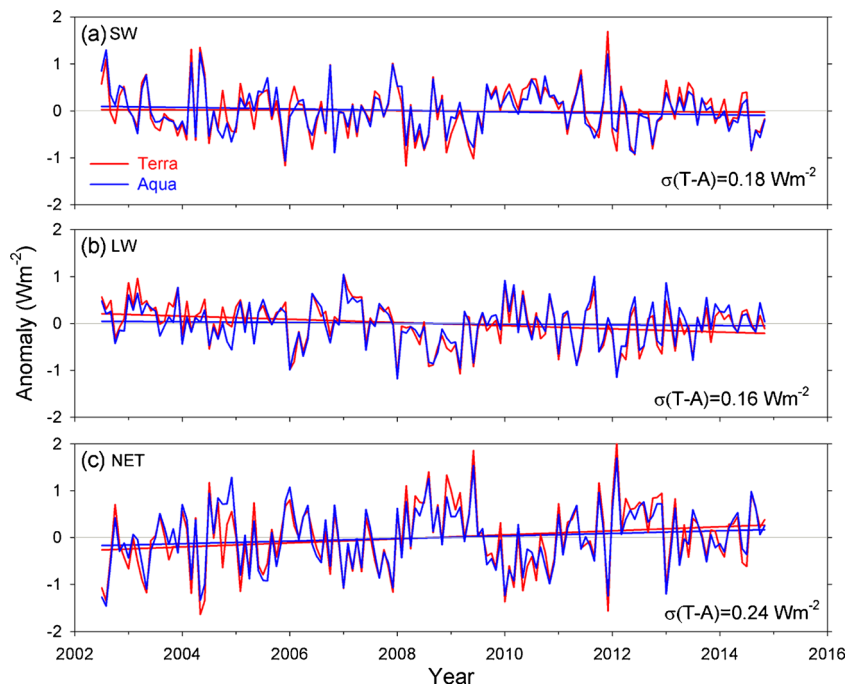 2
(a) SW
1
0
-1
Terra
Aqua
σ(T-A)=0.18 Wm-2
-2
2
(b) LW
1
0
-1
σ(T-A)=0.16 Wm-2
-2
Anomaly (Wm-2)
2
(c) NET
1
0
-1
σ(T-A)=0.24 Wm-2
-2
2002 2004 2006 2008 2010 2012 2014 2016
Year